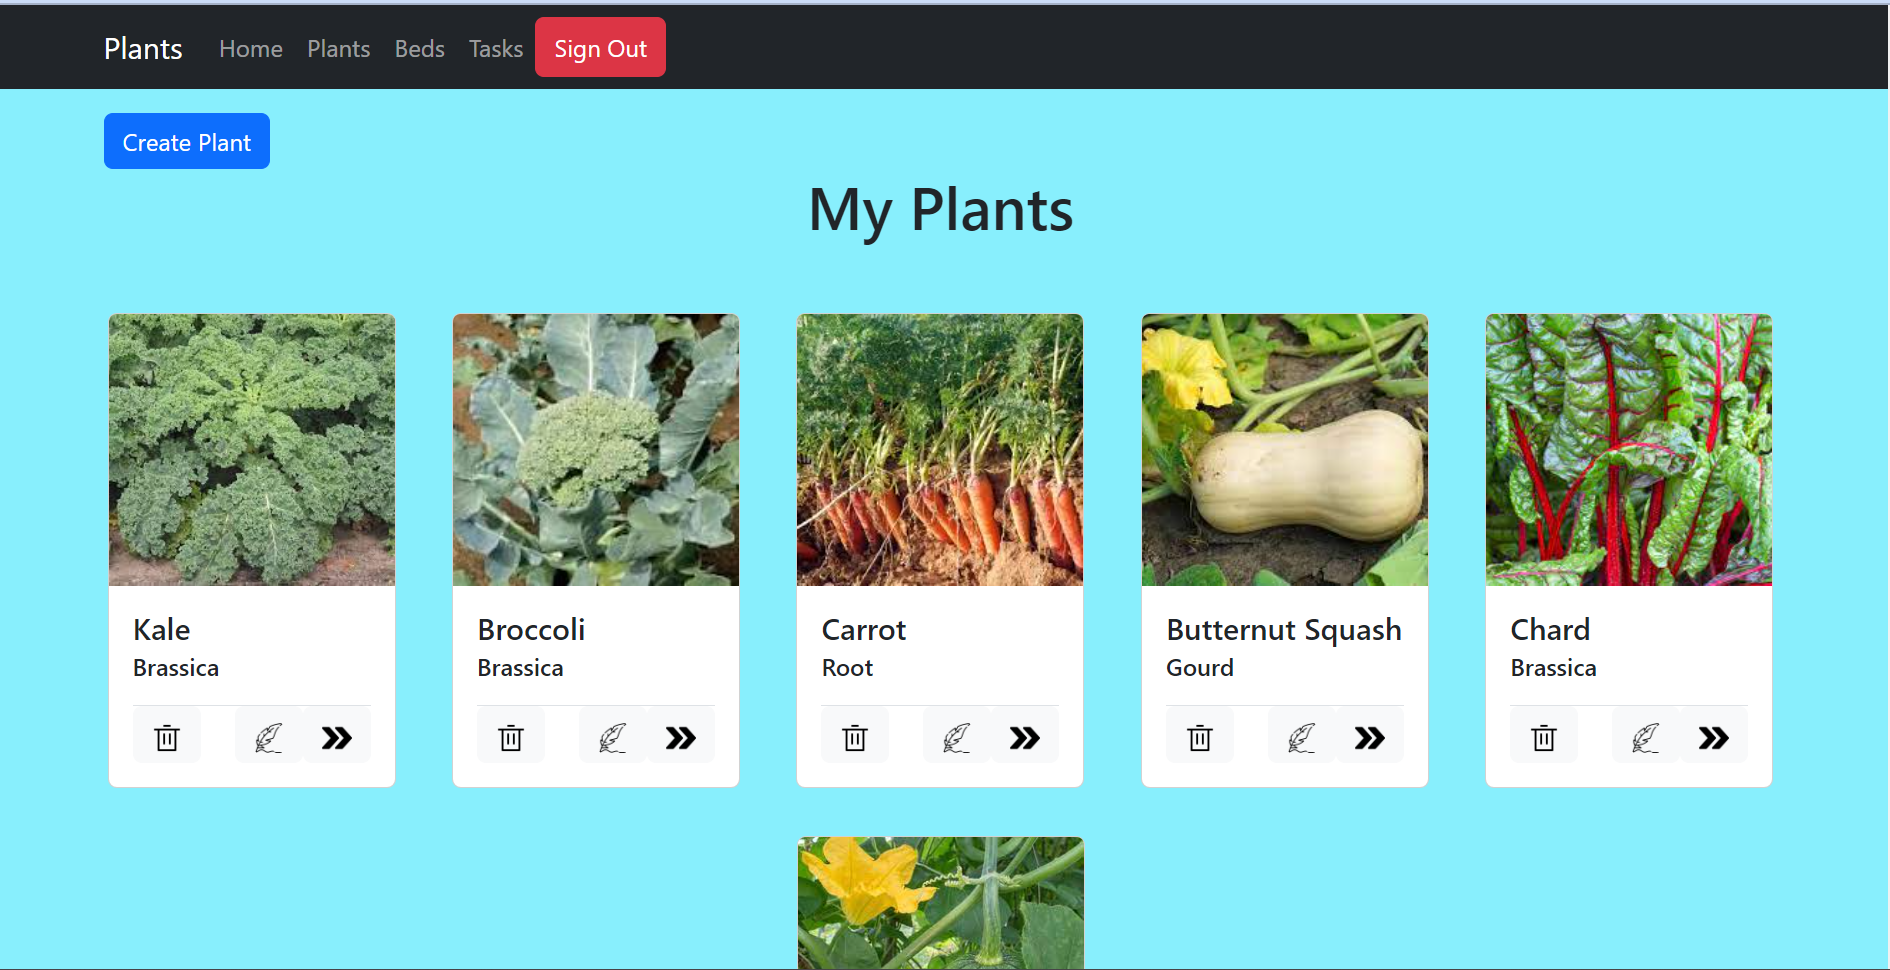 Plants Home Plants Beds Tasks Sign Out
Create Plant
My Plants
Kale
Brassica
Broccoli
Brassica
Carrot
Root
Butternut Squash
Gourd
Chard
Brassica